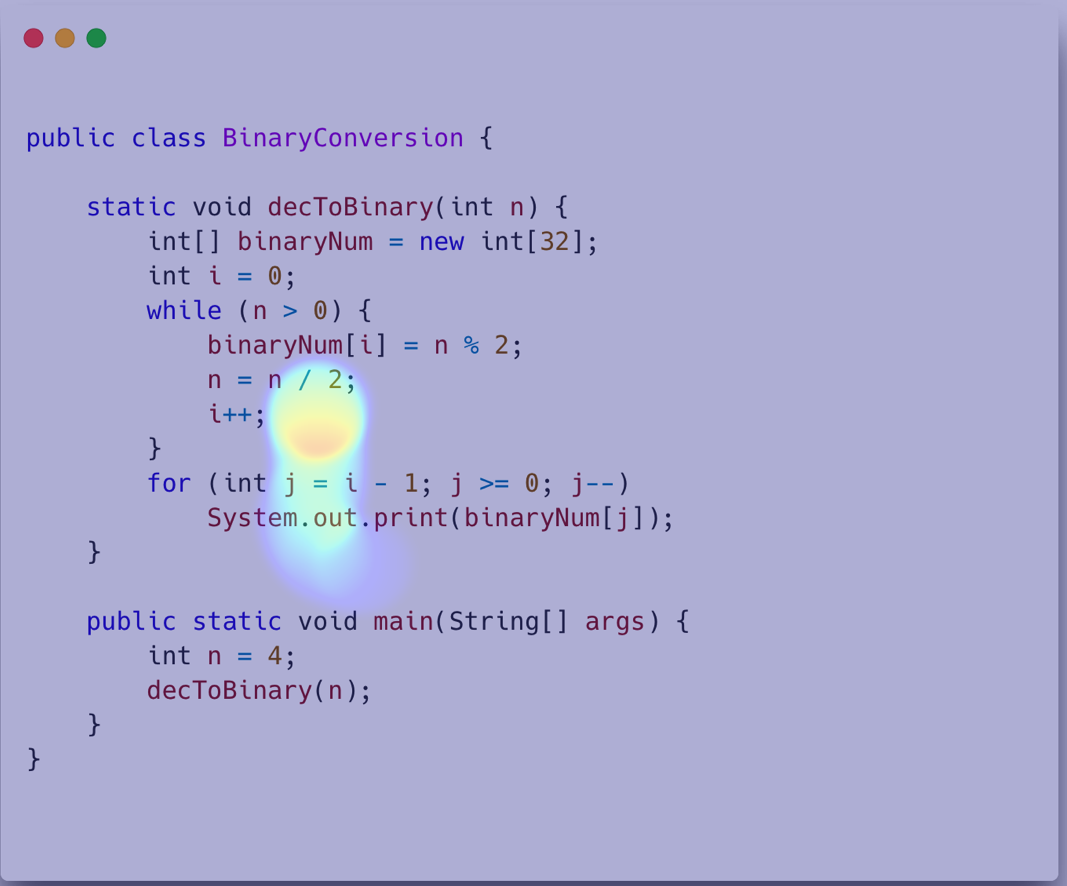 public class BinaryConversion {
static void decToBinary(int n) {
int[] binaryNum = new int[32];
int i = 0;
while (n > 0) {
binaryNum[i] = n % 2;
n = n / 2;
i++;
}
for (int j = i - 1; j >= 0; j--)
System.out.print(binaryNum[j]);
}
public static void main(String[] args) {
int n = 4;
decToBinary(n);
}
}